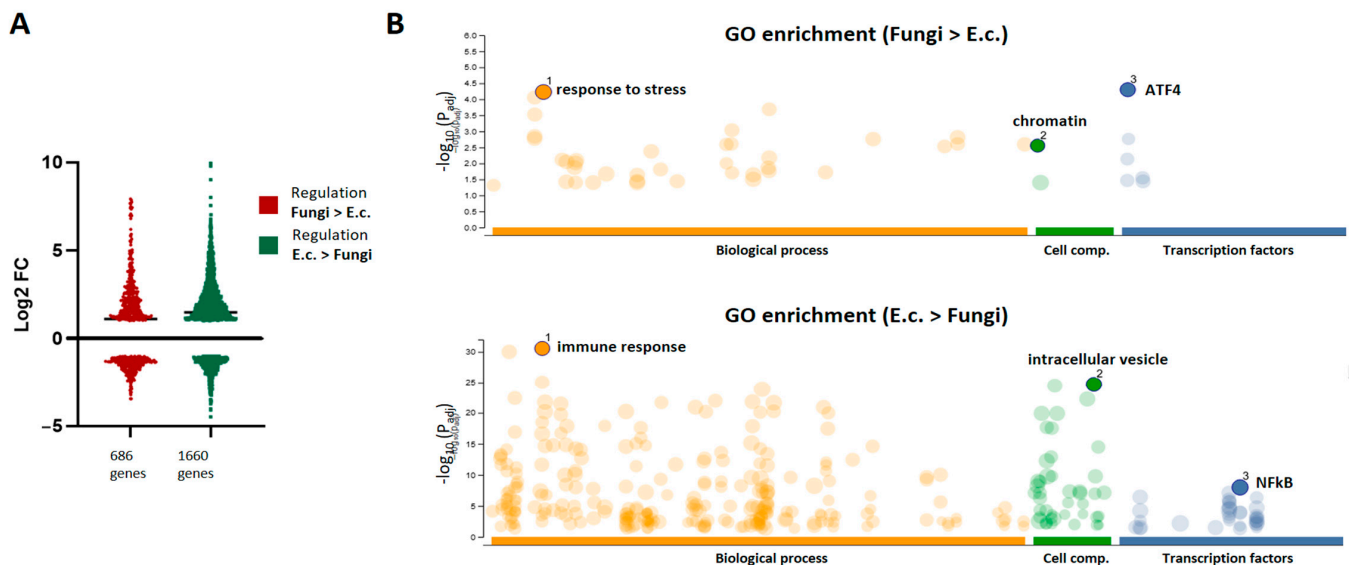 A
10
5
0
−5
Log2 FC
686
genes
1660
genes
Regulation
Fungi > E.c.
Regulation
E.c. > Fungi
B
GO enrichment (Fungi > E.c.)
6.0
5.5
5.0
4.5
4.0
3.5
3.0
2.5
2.0
1.5
1.0
0.5
0.0
-log10(Padj)
-log10(Padj)
1
response to stress
chromatin
2
3
ATF4
Biological process
Cell comp.
Transcription factors
GO enrichment (E.c. > Fungi)
30
25
20
15
10
5
0
-log10(Padj)
-log10(Padj)
1
immune response
intracellular vesicle
2
3
NFkB
Biological process
Cell comp.
Transcription factors